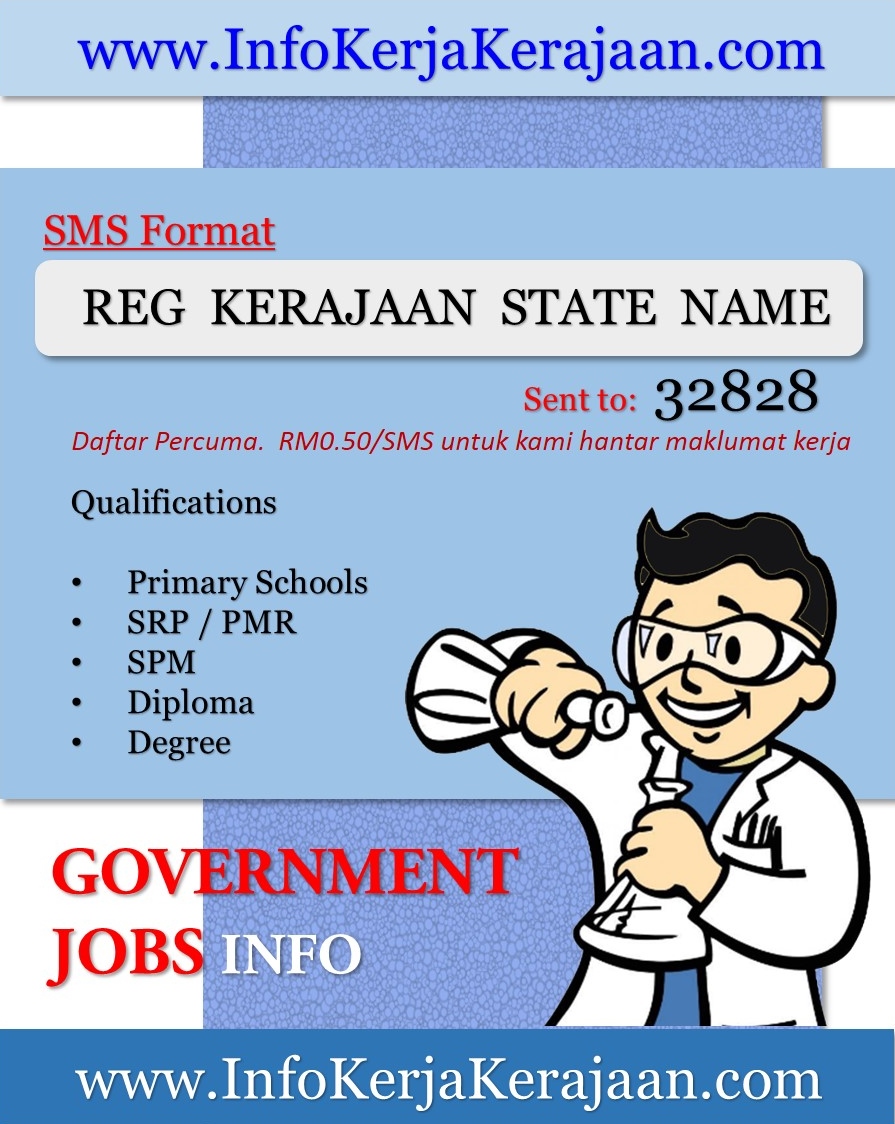 www.InfoKerjaKerajaan.com
SMS Format
REG KERAJAAN STATE NAME
Sent to: 32828
Daftar Percuma. RM0.50/SMS untuk kami hantar maklumat kerja
Qualifications
• Primary Schools
• SRP / PMR
• SPM
• Diploma
• Degree
GOVERNMENT
JOBS INFO
www.InfoKerjaKerajaan.com